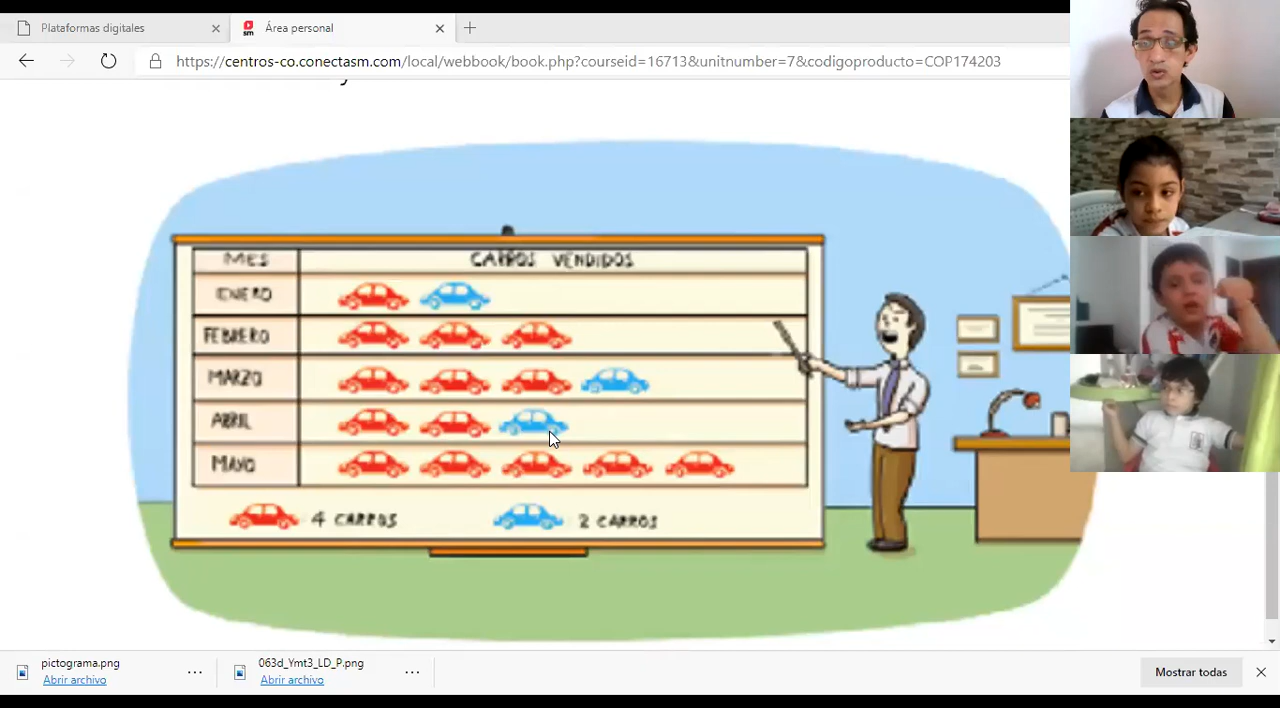 Plataformas digitales
sm
Área personal
https://centros-co.conectasm.com/local/webbook/book.php?courseid=16713&unitnumber=7&codigoproducto=COP174203
MES CARROS VENDIDOS
ENERO
FEBRERO
MARZO
ABRIL
MAYO
4 CARROS 2 CARROS
pictograma.png
Abrir archivo
063d_Ymt3_LD_P.png
Abrir archivo
Mostrar todas